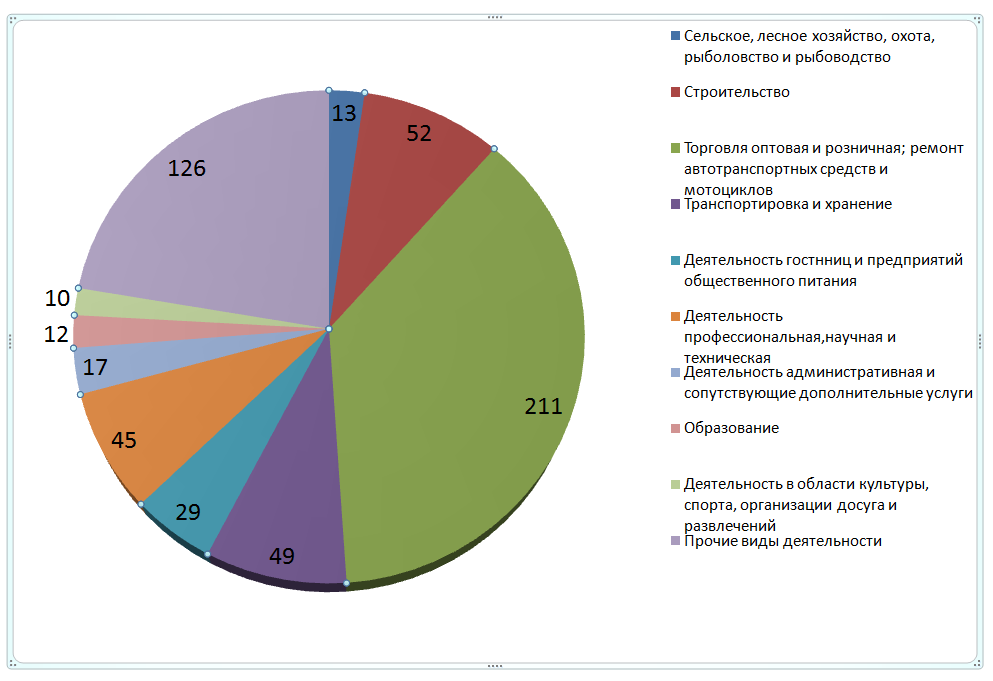 13
52
211
49
29
45
17
12
10
126
Сельское, лесное хозяйство, охота,
рыболовство и рыбоводство
Строительство
Торговля оптовая и розничная; ремонт
автотранспортных средств и
мотоциклов
Транспортировка и хранение
Деятельность гостнниц и предприятий
общественного питания
Деятельность
профессиональная,научная и
техническая
Деятельность административная и
сопутствующие дополнительные услуги
Образование
Деятельность в области культуры,
спорта, организации досуга и
развлечений
Прочие виды деятельности